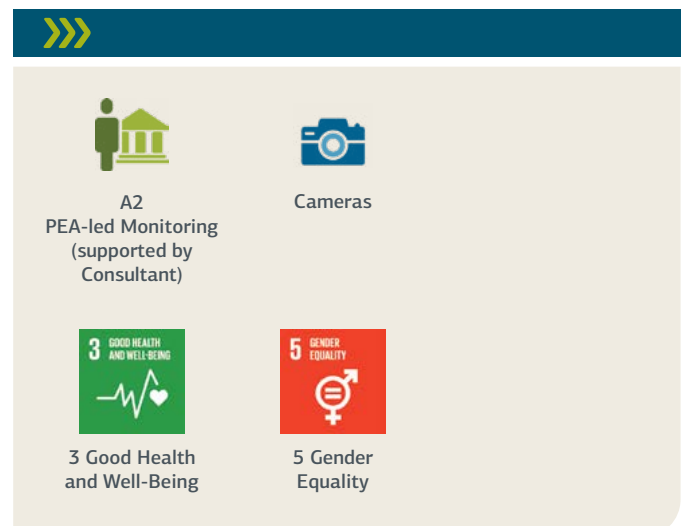 A2
PEA-led Monitoring
(supported by
Consultant)
Cameras
3 GOOD HEALTH
AND WELL-BEING
5 GENDER
EQUALITY
3 Good Health
and Well-Being
5 Gender
Equality